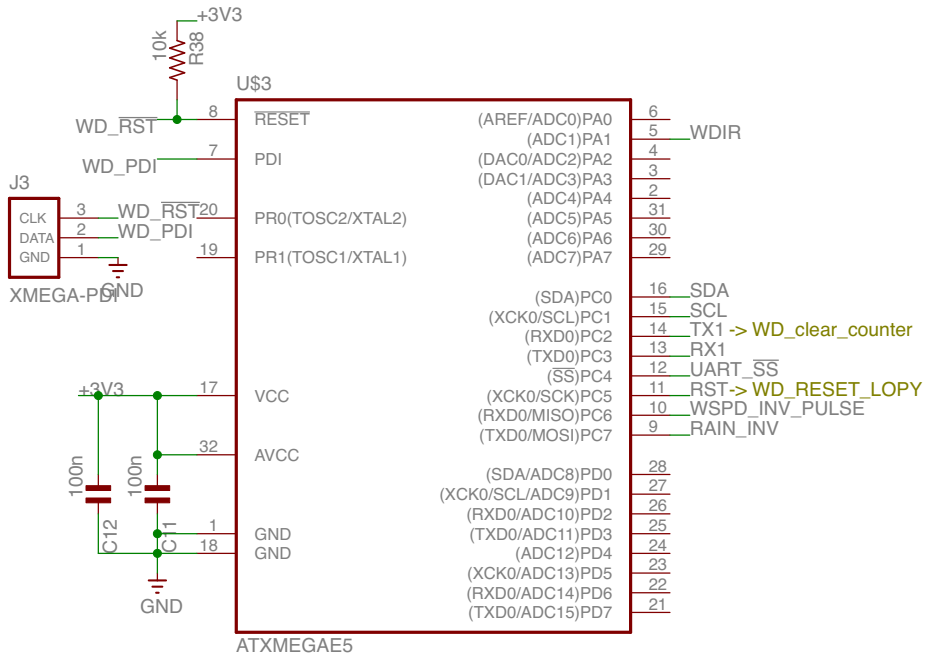 +3V3
10k
R38
U$3
WD_RST
8
RESET
7
PDI
WD_PDI
J3
CLK
DATA
GND
3
2
1
WD_RST
WD_PDI
GND
XMEGA-PDI
20
PR0(TOSC2/XTAL2)
19
PR1(TOSC1/XTAL1)
+3V3
17
VCC
32
AVCC
100n
100n
C12
C11
1
GND
18
GND
GND
(AREF/ADC0)PA0 6
(ADC1)PA1 5 WDIR
(DAC0/ADC2)PA2 4
(DAC1/ADC3)PA3 3
(ADC4)PA4 2
(ADC5)PA5 31
(ADC6)PA6 30
(ADC7)PA7 29
(SDA)PC0 16 SDA
(XCK0/SCL)PC1 15 SCL
(RXD0)PC2 14 TX1 -> WD_clear_counter
(TXD0)PC3 13 RX1
(SS)PC4 12 UART_SS
(XCK0/SCK)PC5 11 RST -> WD_RESET_LOPY
(RXD0/MISO)PC6 10 WSPD_INV_PULSE
(TXD0/MOSI)PC7 9 RAIN_INV
(SDA/ADC8)PD0 28
(XCK0/SCL/ADC9)PD1 27
(RXD0/ADC10)PD2 26
(TXD0/ADC11)PD3 25
(ADC12)PD4 24
(XCK0/ADC13)PD5 23
(RXD0/ADC14)PD6 22
(TXD0/ADC15)PD7 21
ATXMEGAE5